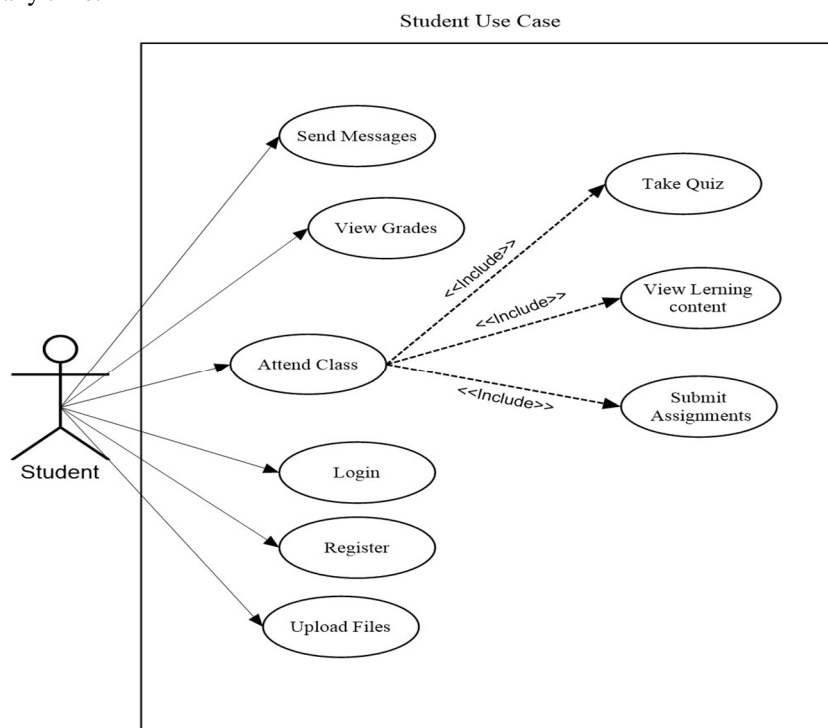 Student Use Case
Send Messages
Take Quiz
View Grades
<<Include>>
View Lerning
content
<<Include>>
Attend Class
<<Include>>
Submit
Assignments
Student
Login
Register
Upload Files